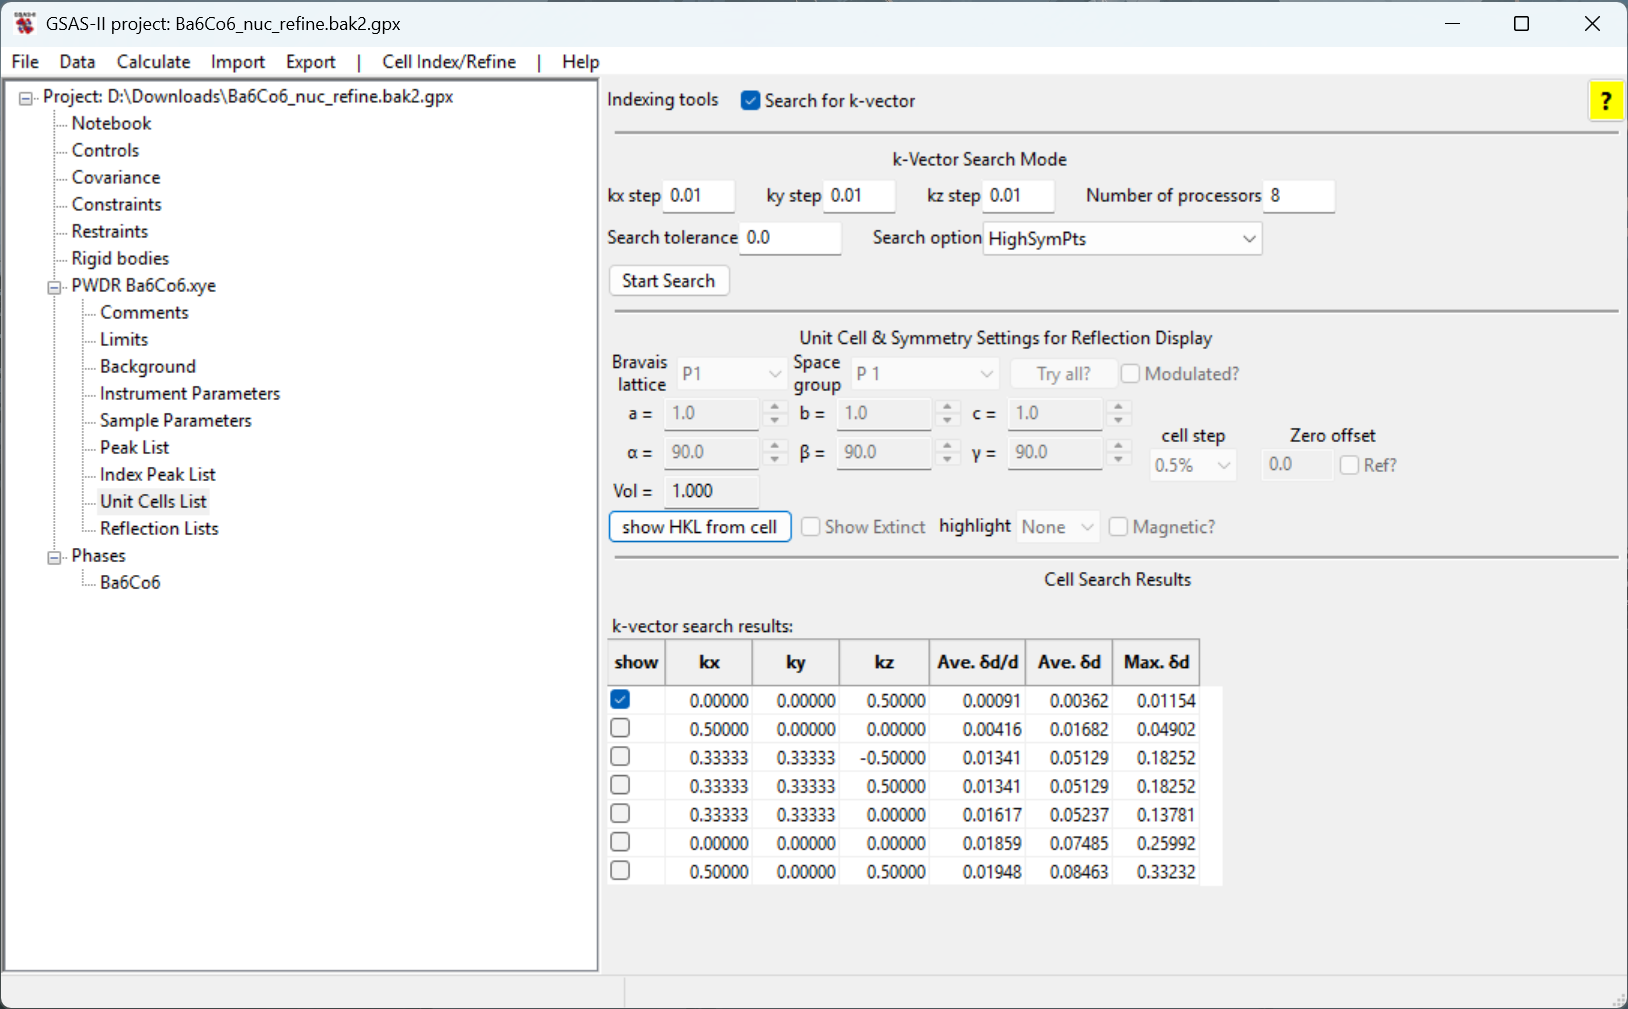 GSAS-II project: Ba6Co6_nuc_refine.bak2.gpx
File Data Calculate Import Export | Cell Index/Refine | Help
Project: D:\Downloads\Ba6Co6_nuc_refine.bak2.gpx
Notebook
Controls
Covariance
Constraints
Restraints
Rigid bodies
PWDR Ba6Co6.xye
Comments
Limits
Background
Instrument Parameters
Sample Parameters
Peak List
Index Peak List
Unit Cells List
Reflection Lists
Phases
Ba6Co6
Indexing tools Search for k-vector ?
k-Vector Search Mode
kx step 0.01 ky step 0.01 kz step 0.01 Number of processors 8
Search tolerance 0.0 Search option HighSymPts
Start Search
Unit Cell & Symmetry Settings for Reflection Display
Bravais lattice P1 Space group P 1 Try all? Modulated?
a = 1.0 b = 1.0 c = 1.0
α = 90.0 β = 90.0 γ = 90.0 cell step 0.5% Zero offset 0.0 Ref?
Vol = 1.000
show HKL from cell Show Extinct highlight None Magnetic?
Cell Search Results
k-vector search results:
show kx ky kz Ave. δd/d Ave. δd Max. δd
0.00000 0.00000 0.50000 0.00091 0.00362 0.01154
0.50000 0.00000 0.00000 0.00416 0.01682 0.04902
0.33333 0.33333 -0.50000 0.01341 0.05129 0.18252
0.33333 0.33333 0.50000 0.01341 0.05129 0.18252
0.33333 0.33333 0.00000 0.01617 0.05237 0.13781
0.00000 0.00000 0.00000 0.01859 0.07485 0.25992
0.50000 0.00000 0.50000 0.01948 0.08463 0.33232